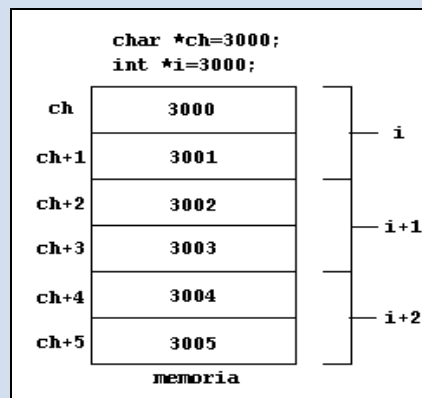 char *ch=3000;
int *i=3000;
ch 3000
i
ch+1 3001
ch+2 3002
i+1
ch+3 3003
ch+4 3004
i+2
ch+5 3005
memoria